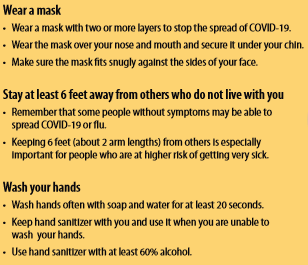 Wear a mask
• Wear a mask with two or more layers to stop the spread of COVID-19.
• Wear the mask over your nose and mouth and secure it under your chin.
• Make sure the mask fits snugly against the sides of your face.
Stay at least 6 feet away from others who do not live with you
• Remember that some people without symptoms may be able to
spread COVID-19 or flu.
• Keeping 6 feet (about 2 arm lengths) from others is especially
important for people who are at higher risk of getting very sick.
Wash your hands
• Wash hands often with soap and water for at least 20 seconds.
• Keep hand sanitizer with you and use it when you are unable to
wash your hands.
• Use hand sanitizer with at least 60% alcohol.